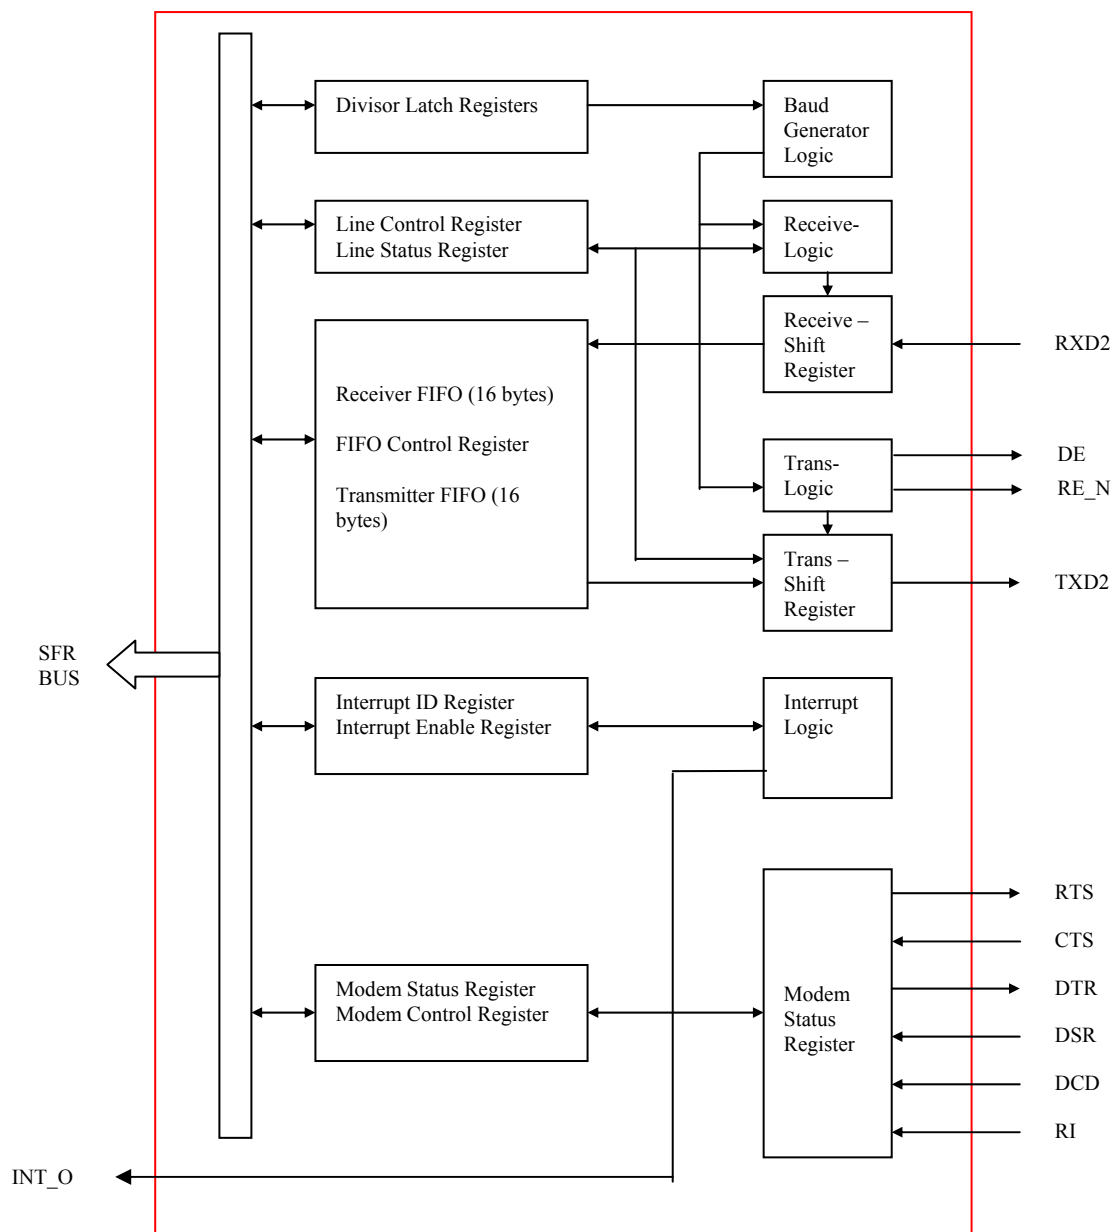 Divisor Latch Registers
Baud
Generator
Logic
Line Control Register
Line Status Register
Receive-
Logic
Receive –
Shift
Register
RXD2
Receiver FIFO (16 bytes)
FIFO Control Register
Transmitter FIFO (16
bytes)
Trans-
Logic
DE
RE_N
Trans –
Shift
Register
TXD2
SFR
BUS
Interrupt ID Register
Interrupt Enable Register
Interrupt
Logic
Modem Status Register
Modem Control Register
Modem
Status
Register
RTS
CTS
DTR
DSR
DCD
RI
INT_O